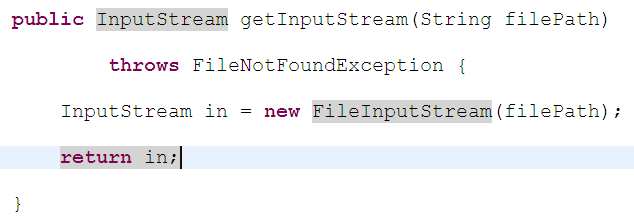 public InputStream getInputStream(String filePath)
throws FileNotFoundException {
InputStream in = new FileInputStream(filePath);
return in;
}